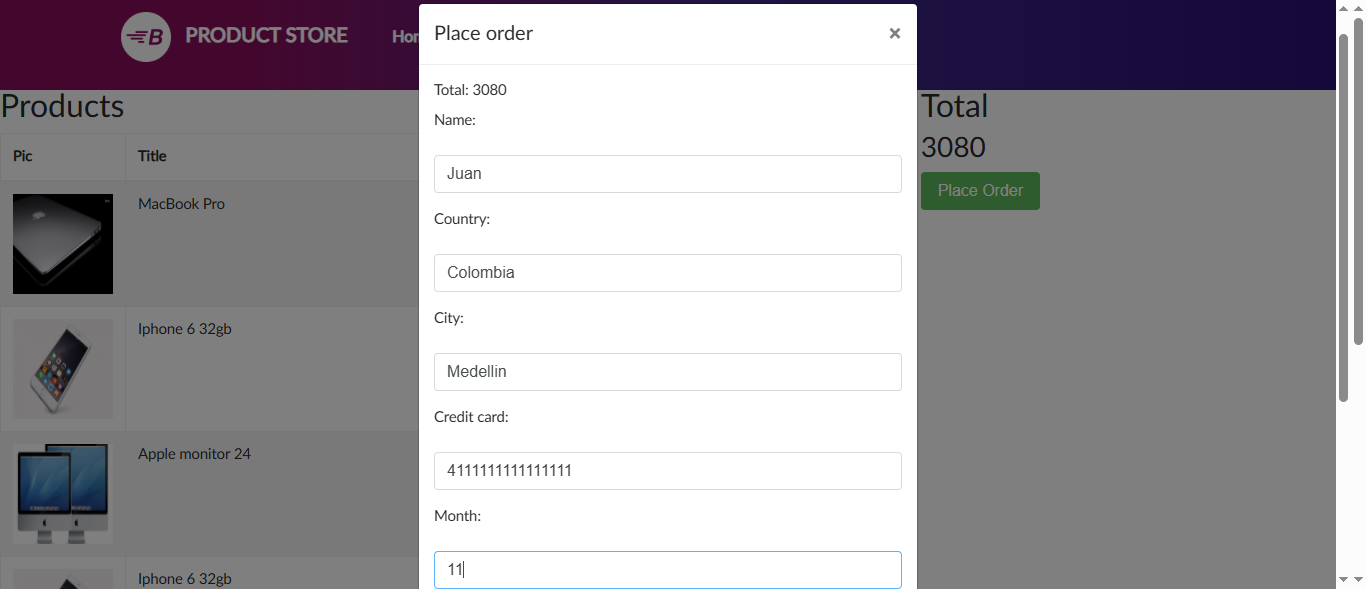 PRODUCT STORE
Hor
Place order
×
Total: 3080
Name:
Juan
Country:
Colombia
City:
Medellin
Credit card:
4111111111111111
Month:
11
Products
Pic Title
MacBook Pro
Iphone 6 32gb
Apple monitor 24
Iphone 6 32gb
Total
3080
Place Order